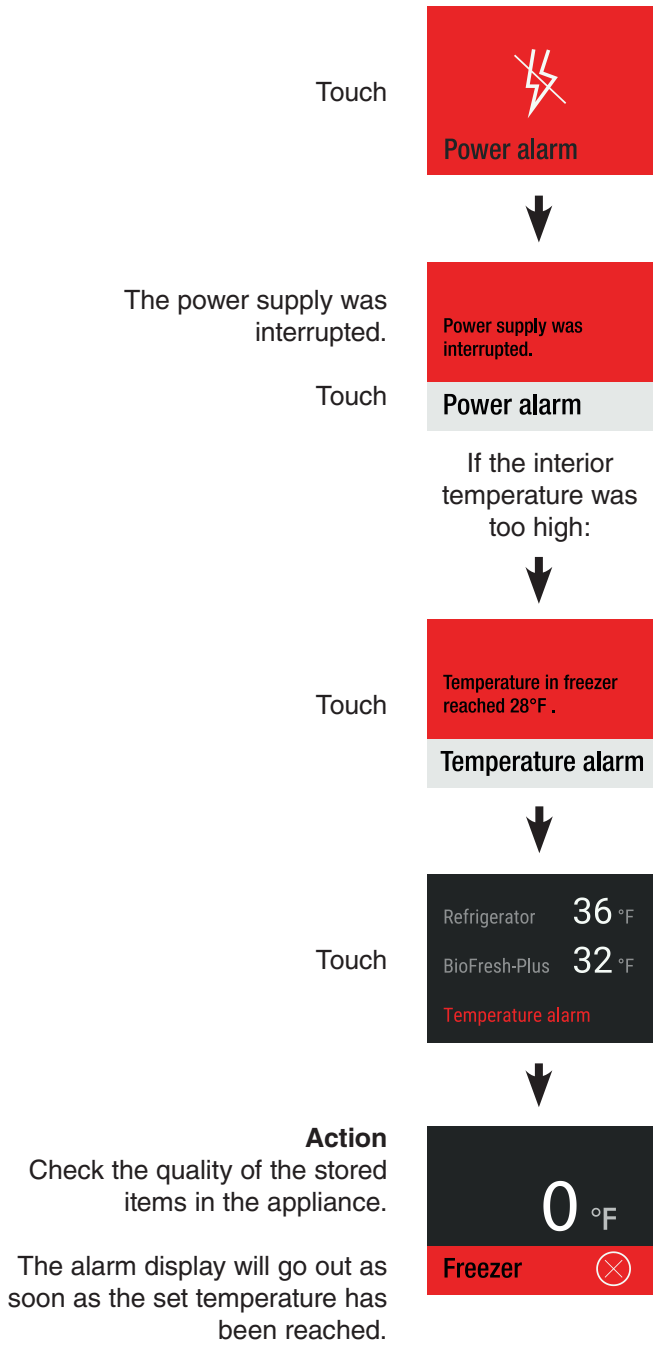 Touch
Power alarm
The power supply was
interrupted.
Power supply was
interrupted.
Touch
Power alarm
If the interior
temperature was
too high:
Touch
Temperature in freezer
reached 28°F .
Temperature alarm
Refrigerator 36 °F
Touch
BioFresh-Plus 32 °F
Temperature alarm
Action
Check the quality of the stored
items in the appliance.
0 °F
Freezer
The alarm display will go out as
soon as the set temperature has
been reached.